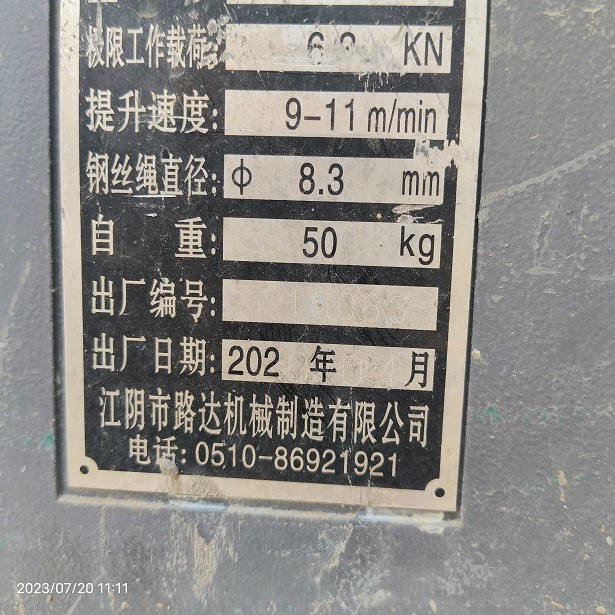 极限工作载荷: 6.3 KN
提升速度: 9-11 m/min
钢丝绳直径: ф 8.3 mm
自 重: 50 kg
出厂编号:
出厂日期: 202 年 月
江阴市路达机械制造有限公司
电话: 0510-86921921
2023/07/20 11:11